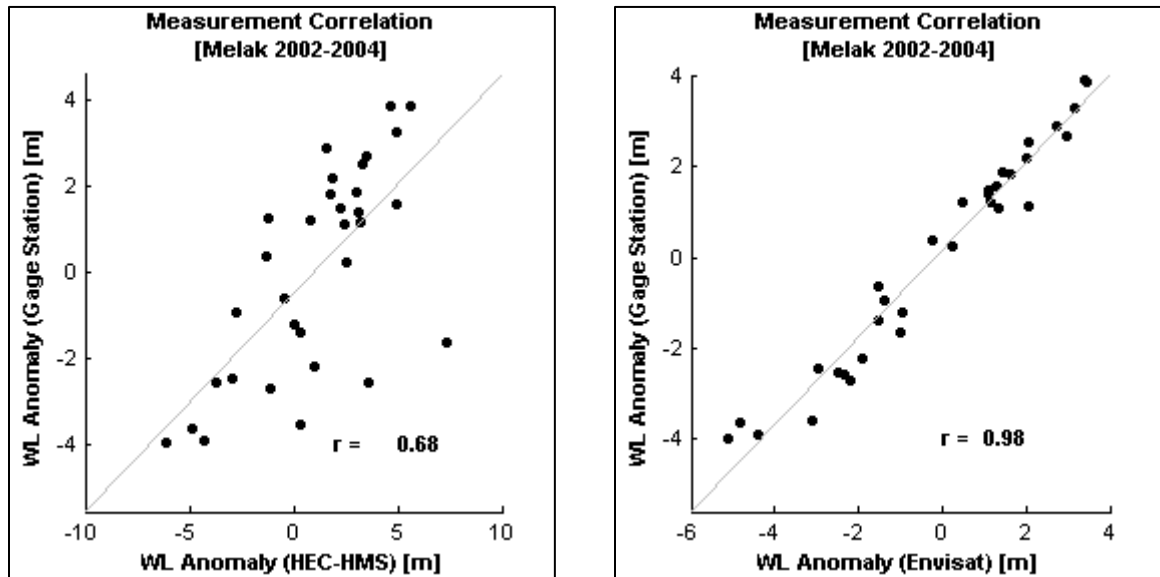 Measurement Correlation
[Melak 2002-2004]
WL Anomaly (Gage Station) [m]
4
2
0
-2
-4
r = 0.68
-10
-5
0
5
10
WL Anomaly (HEC-HMS) [m]
Measurement Correlation
[Melak 2002-2004]
WL Anomaly (Gage Station) [m]
4
2
0
-2
-4
r = 0.98
-6
-4
-2
0
2
4
WL Anomaly (Envisat) [m]